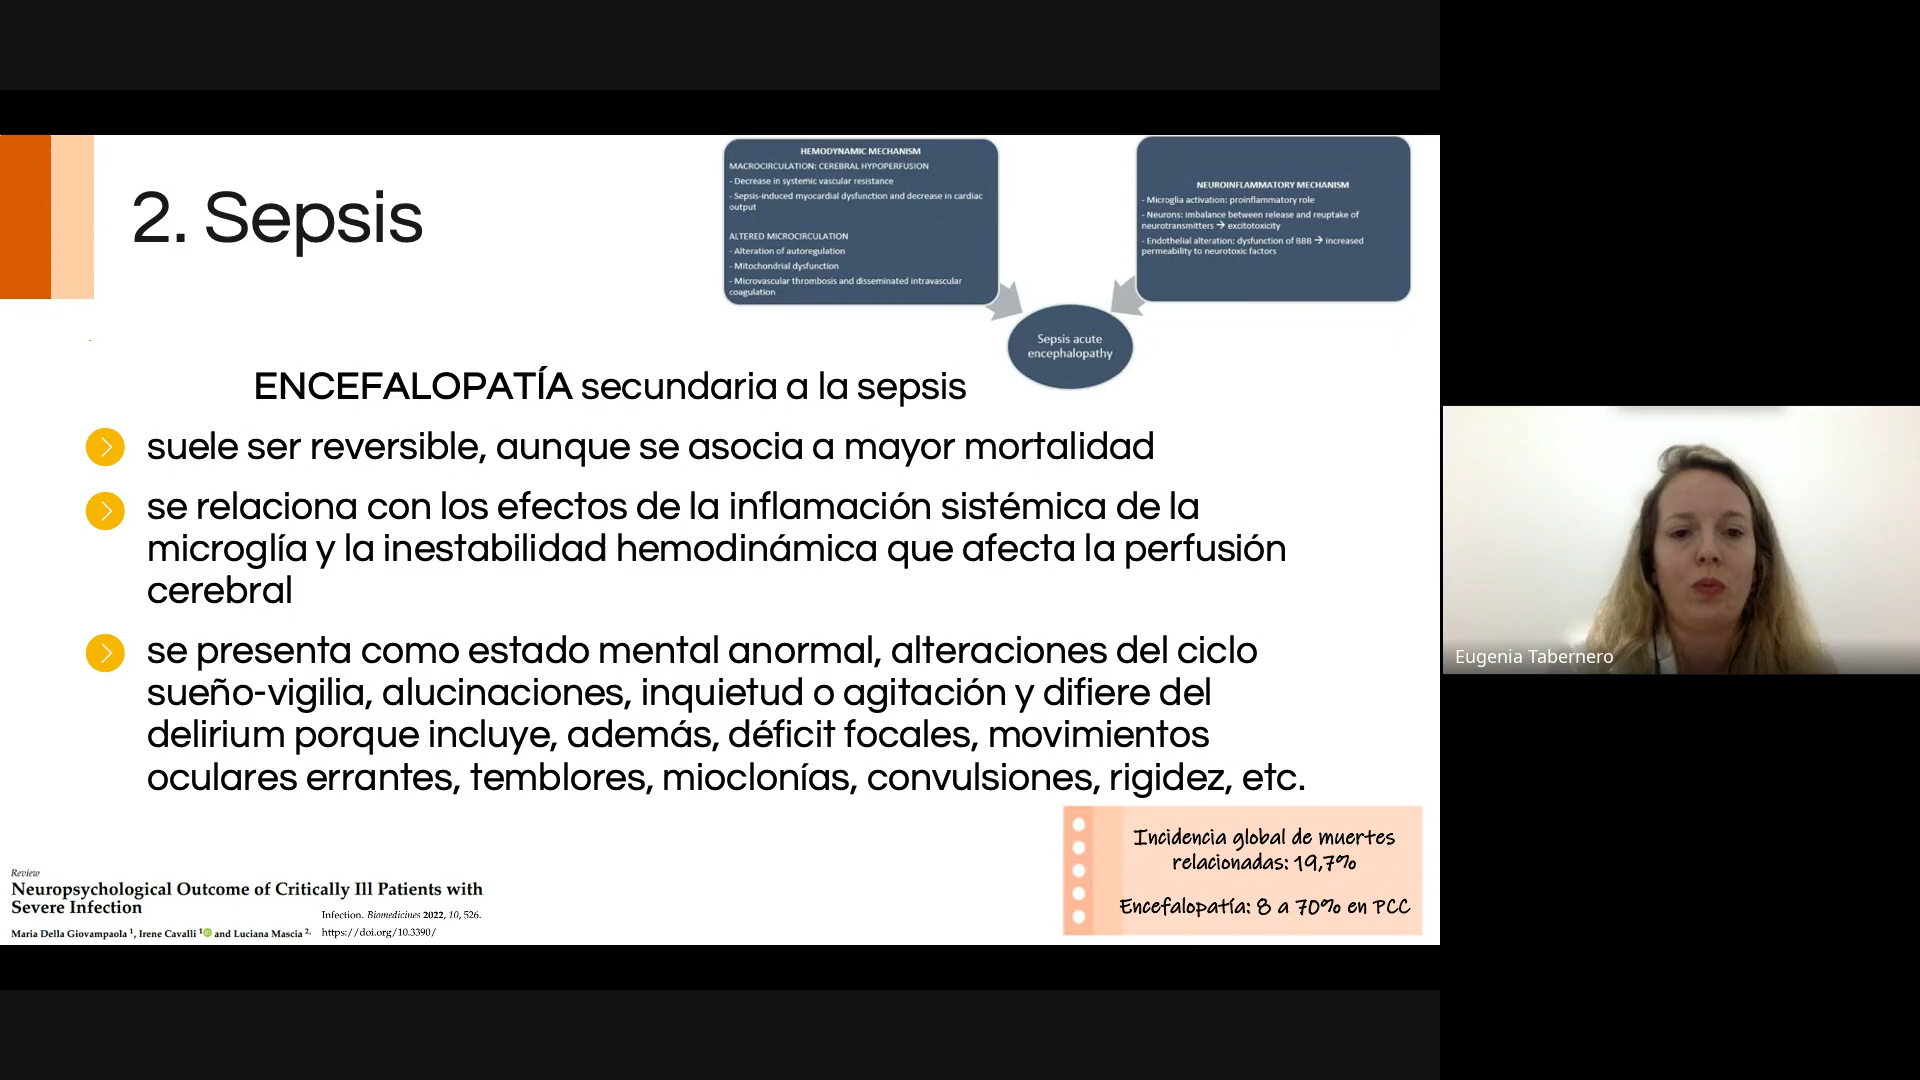 2. Sepsis
HEMODYNAMIC MECHANISM
MACROCIRCULATION: CEREBRAL HYPOPERFUSION
- Decrease in systemic vascular resistance
- Sepsis-induced myocardial dysfunction and decrease in cardiac
output
ALTERED MICROCIRCULATION
- Alteration of autoregulation
- Mitochondrial dysfunction
- Microvascular thrombosis and disseminated intravascular
coagulation
NEUROINFLAMMATORY MECHANISM
- Microglia activation: proinflammatory role
- Neurons: imbalance between release and reuptake of
neurotransmitters → excitotoxicity
- Endothelial alteration: dysfunction of BBB → increased
permeability to neurotoxic factors
Sepsis acute
encephalopathy
ENCEFALOPATÍA secundaria a la sepsis
suele ser reversible, aunque se asocia a mayor mortalidad
se relaciona con los efectos de la inflamación sistémica de la
microglía y la inestabilidad hemodinámica que afecta la perfusión
cerebral
se presenta como estado mental anormal, alteraciones del ciclo
sueño-vigilia, alucinaciones, inquietud o agitación y difiere del
delirium porque incluye, además, déficit focales, movimientos
oculares errantes, temblores, mioclonías, convulsiones, rigidez, etc.
Incidencia global de muertes
relacionadas: 19,7%
Encefalopatía: 8 a 70% en PCC
Review
Neuropsychological Outcome of Critically Ill Patients with
Severe Infection
Infection. Biomedicines 2022, 10, 526.
Maria Della Giovampaola 1, Irene Cavalli 1 and Luciana Mascia 2,
https://doi.org/10.3390/
Eugenia Tabernero